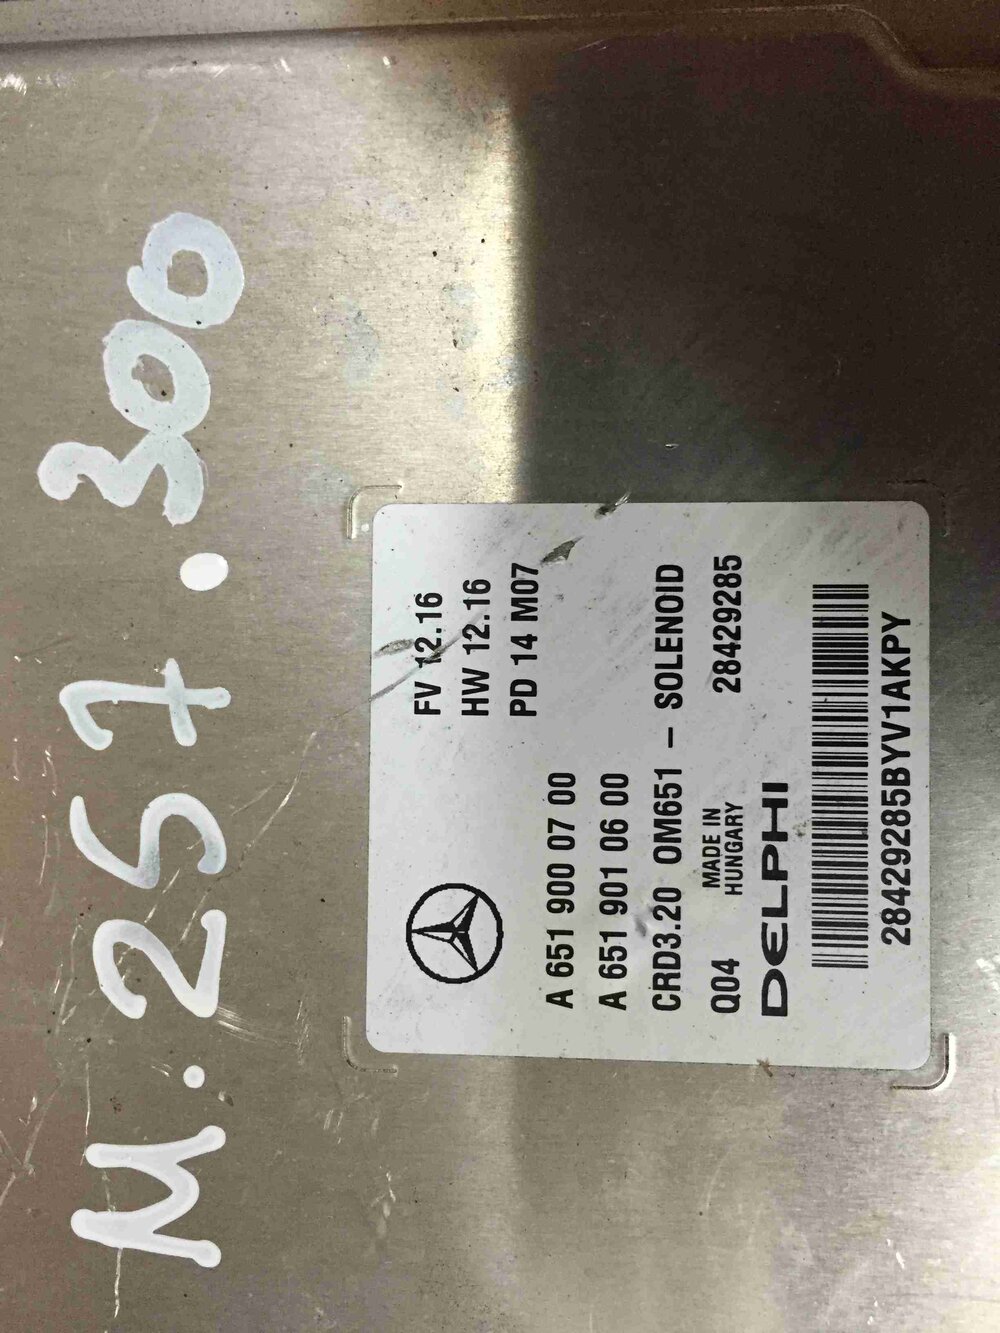 M.257.300
FV 12.16
HW 12.16
PD 14 M07
A 651 900 07 00
A 651 901 06 00
CRD3.20 OM651 – SOLENOID
Q04 MADE IN HUNGARY 28429285
DELPHI
28429285BYV1AKPY